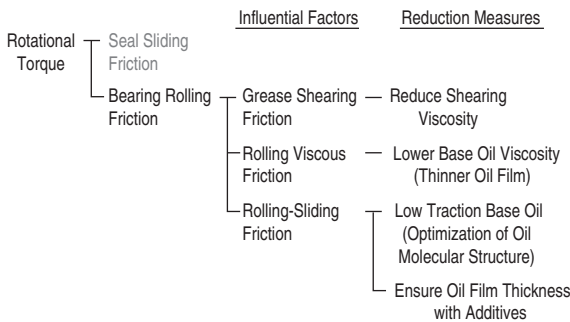 Influential Factors
Reduction Measures
Rotational
Torque
Seal Sliding
Friction
Bearing Rolling
Friction
Grease Shearing
Friction
Reduce Shearing
Viscosity
Rolling Viscous
Friction
Lower Base Oil Viscosity
(Thinner Oil Film)
Rolling-Sliding
Friction
Low Traction Base Oil
(Optimization of Oil
Molecular Structure)
Ensure Oil Film Thickness
with Additives